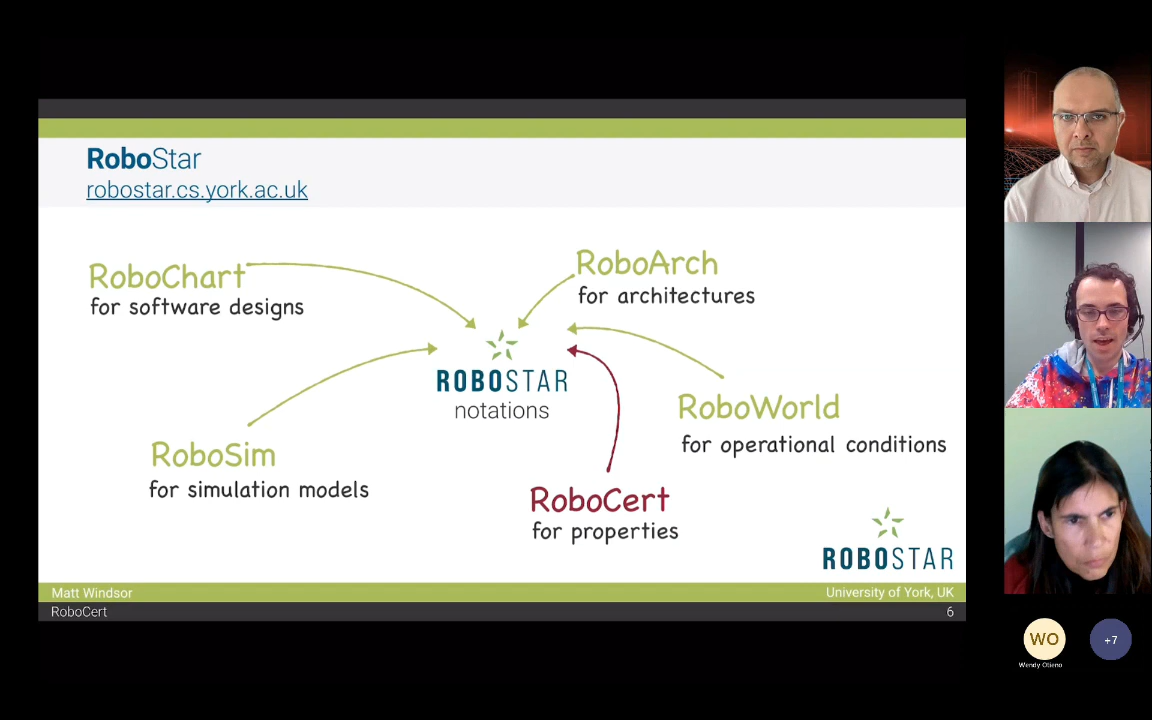 RoboStar
robostar.cs.york.ac.uk
RoboChart
for software designs
RoboArch
for architectures
ROBOSTAR
notations
RoboWorld
for operational conditions
RoboSim
for simulation models
RoboCert
for properties
ROBOSTAR
Matt Windsor
University of York, UK
RoboCert
6
WO
+7
Wendy Otieno